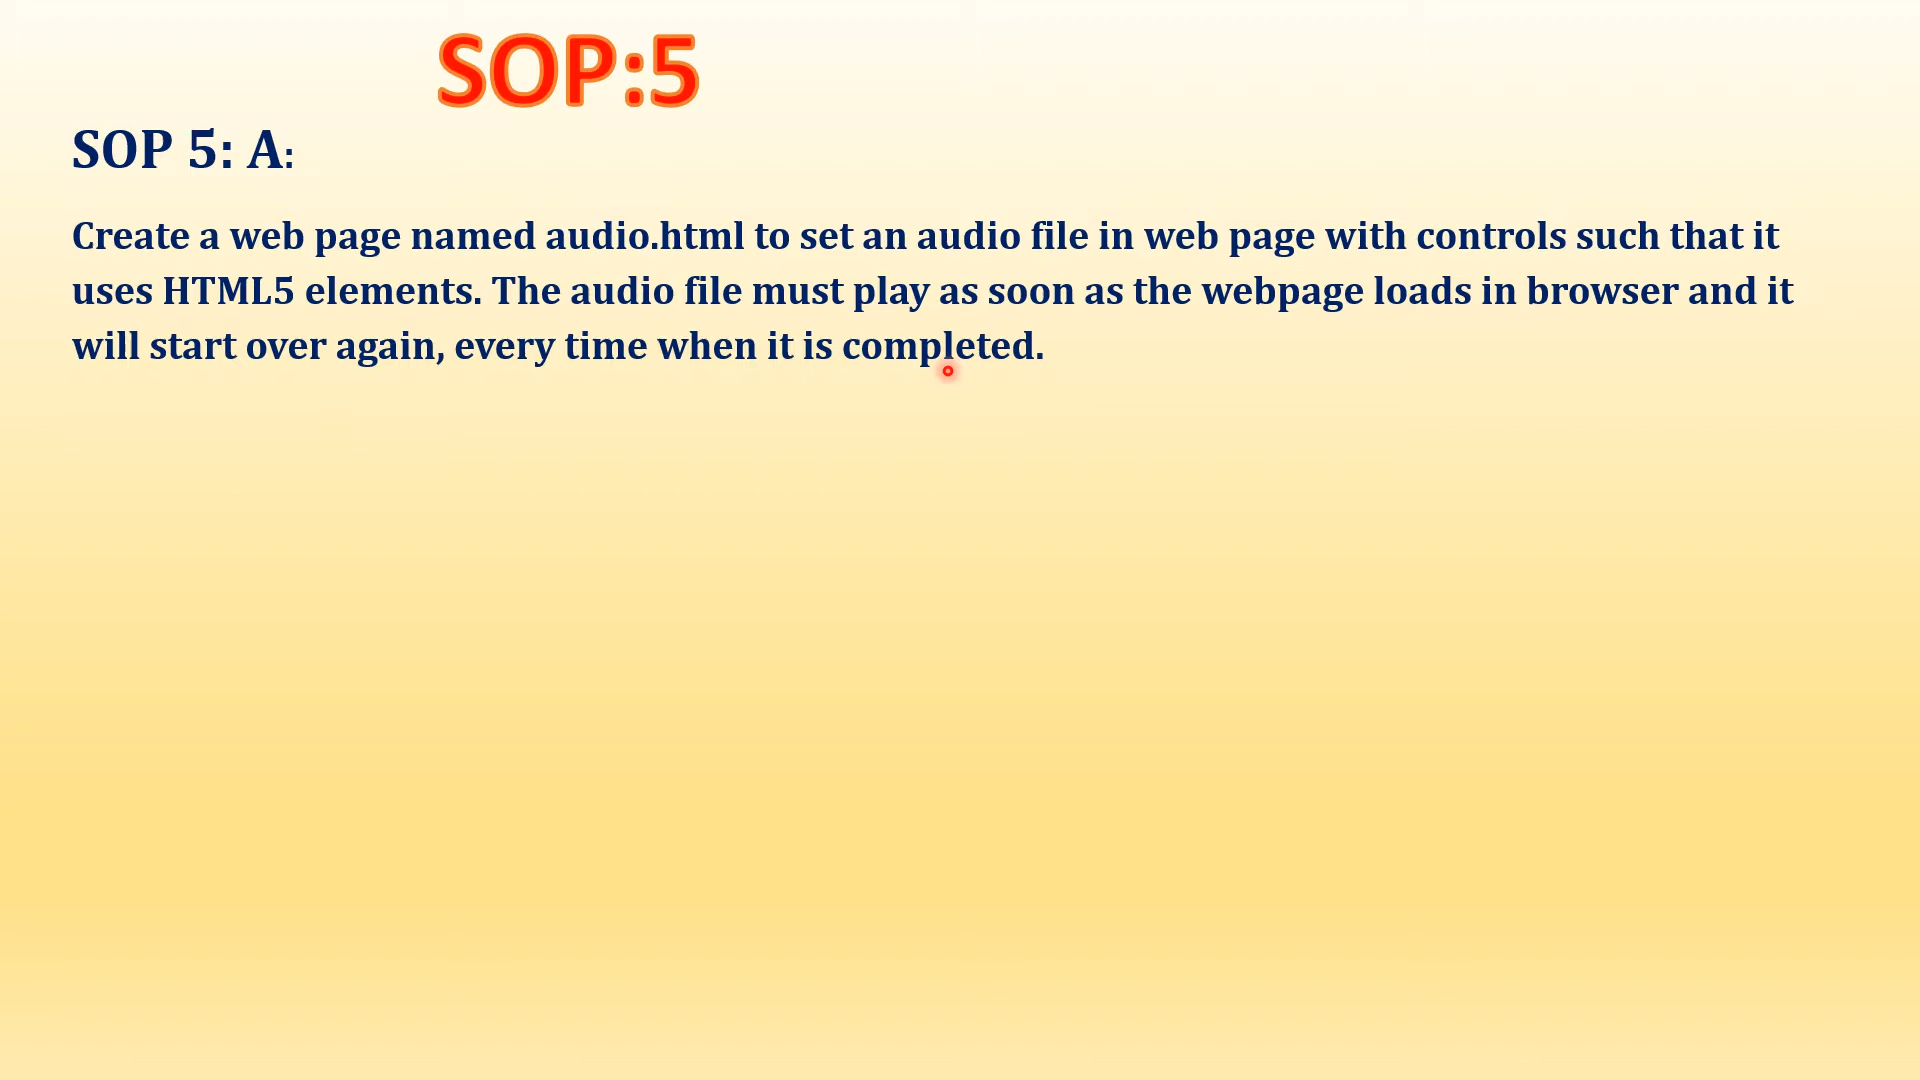 SOP:5
SOP 5: A:
Create a web page named audio.html to set an audio file in web page with controls such that it
uses HTML5 elements. The audio file must play as soon as the webpage loads in browser and it
will start over again, every time when it is completed.